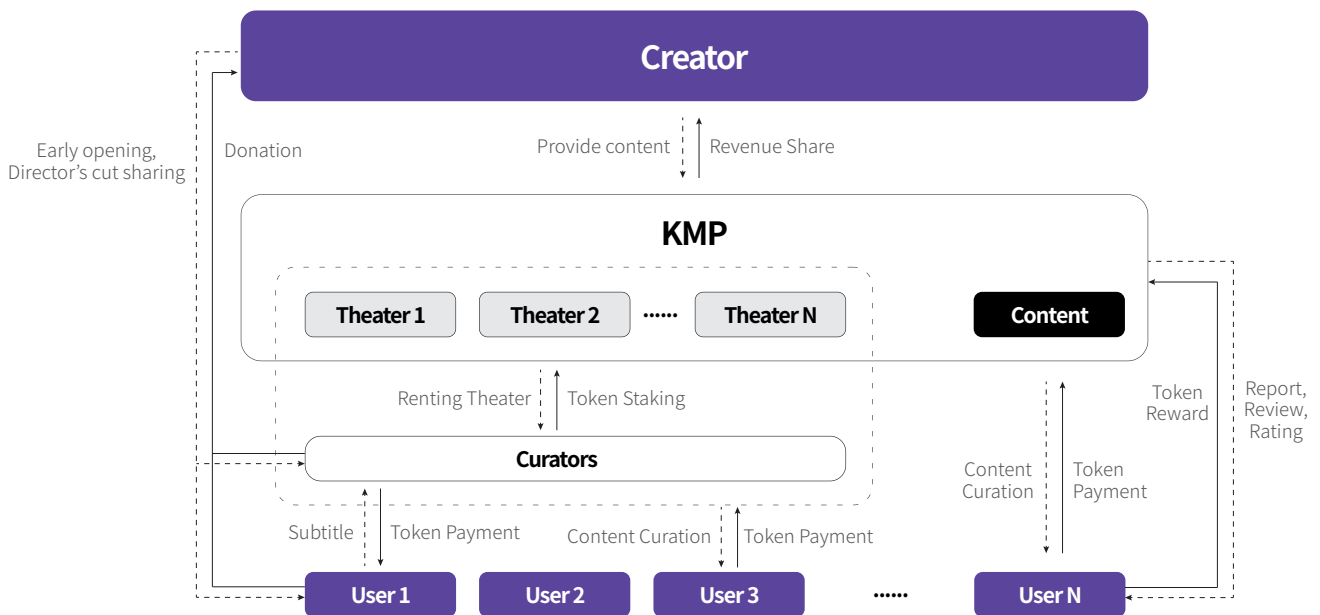 Creator
Early opening,
Director's cut sharing
Donation
Provide content
Revenue Share
KMP
Theater 1
Theater 2
......
Theater N
Content
Renting Theater
Token Staking
Token
Reward
Report,
Review,
Rating
Curators
Content
Curation
Token
Payment
Subtitle
Token Payment
Content Curation
Token Payment
User 1
User 2
User 3
......
User N